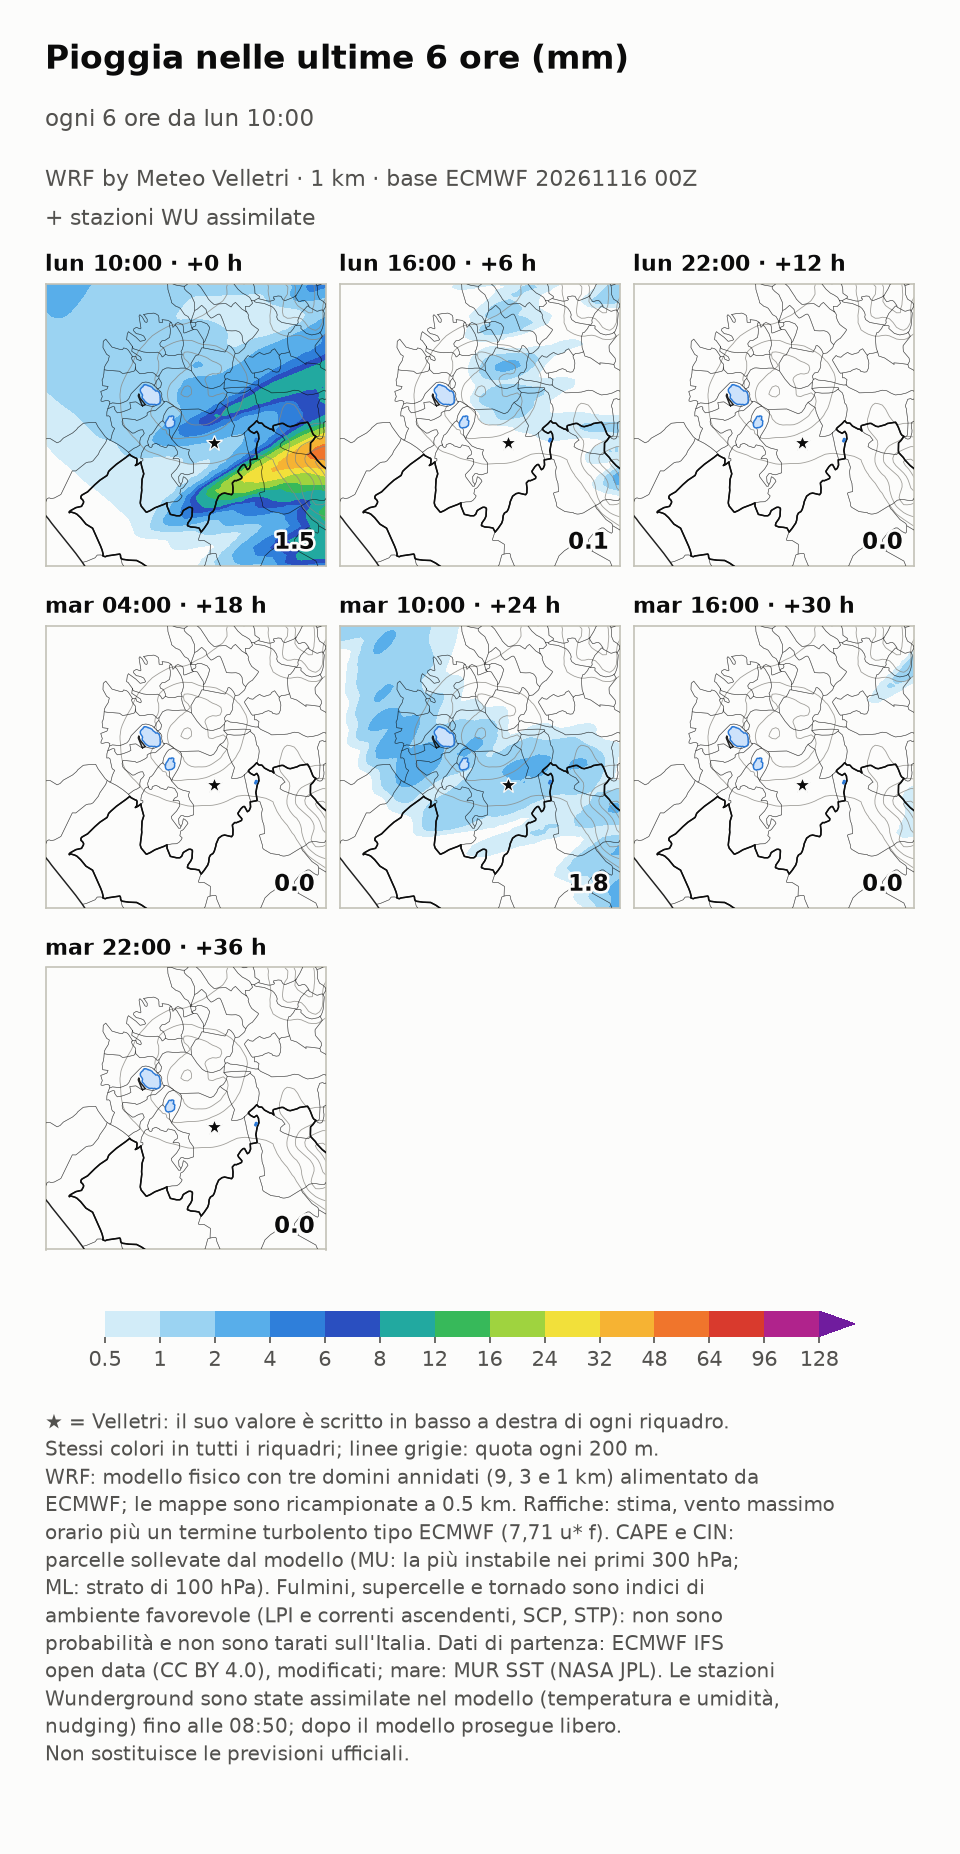 Pioggia nelle ultime 6 ore (mm)
ogni 6 ore da lun 10:00
WRF by Meteo Velletri · 1 km · base ECMWF 20261116 00Z
+ stazioni WU assimilate
lun 10:00 · +0 h
lun 16:00 · +6 h
lun 22:00 · +12 h
1.5
0.1
0.0
mar 04:00 · +18 h
mar 10:00 · +24 h
mar 16:00 · +30 h
0.0
1.8
0.0
mar 22:00 · +36 h
0.0
0.5 1 2 4 6 8 12 16 24 32 48 64 96 128
★ = Velletri: il suo valore è scritto in basso a destra di ogni riquadro.
Stessi colori in tutti i riquadri; linee grigie: quota ogni 200 m.
WRF: modello fisico con tre domini annidati (9, 3 e 1 km) alimentato da
ECMWF; le mappe sono ricampionate a 0.5 km. Raffiche: stima, vento massimo
orario più un termine turbolento tipo ECMWF (7,71 u* f). CAPE e CIN:
parcelle sollevate dal modello (MU: la più instabile nei primi 300 hPa;
ML: strato di 100 hPa). Fulmini, supercelle e tornado sono indici di
ambiente favorevole (LPI e correnti ascendenti, SCP, STP): non sono
probabilità e non sono tarati sull'Italia. Dati di partenza: ECMWF IFS
open data (CC BY 4.0), modificati; mare: MUR SST (NASA JPL). Le stazioni
Wunderground sono state assimilate nel modello (temperatura e umidità,
nudging) fino alle 08:50; dopo il modello prosegue libero.
Non sostituisce le previsioni ufficiali.